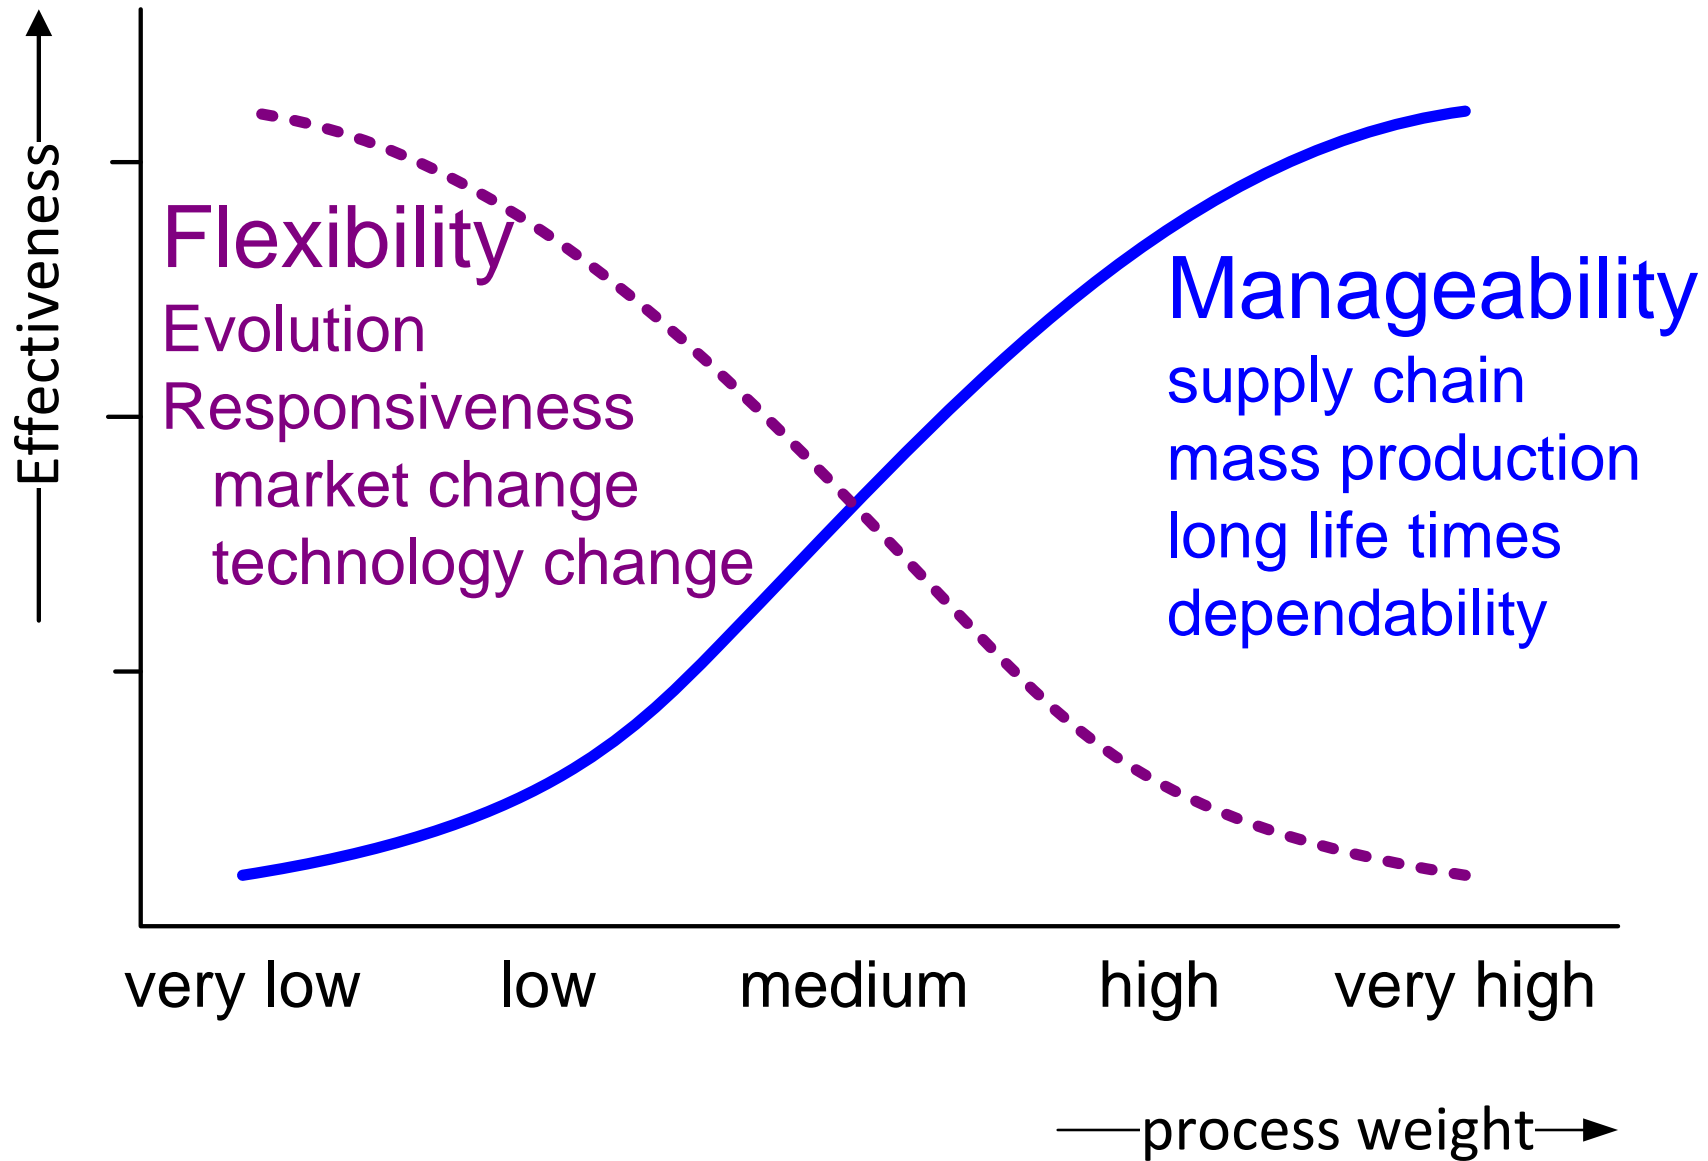 Effectiveness
Flexibility
Evolution
Responsiveness
market change
technology change
Manageability
supply chain
mass production
long life times
dependability
very low
low
medium
high
very high
process weight